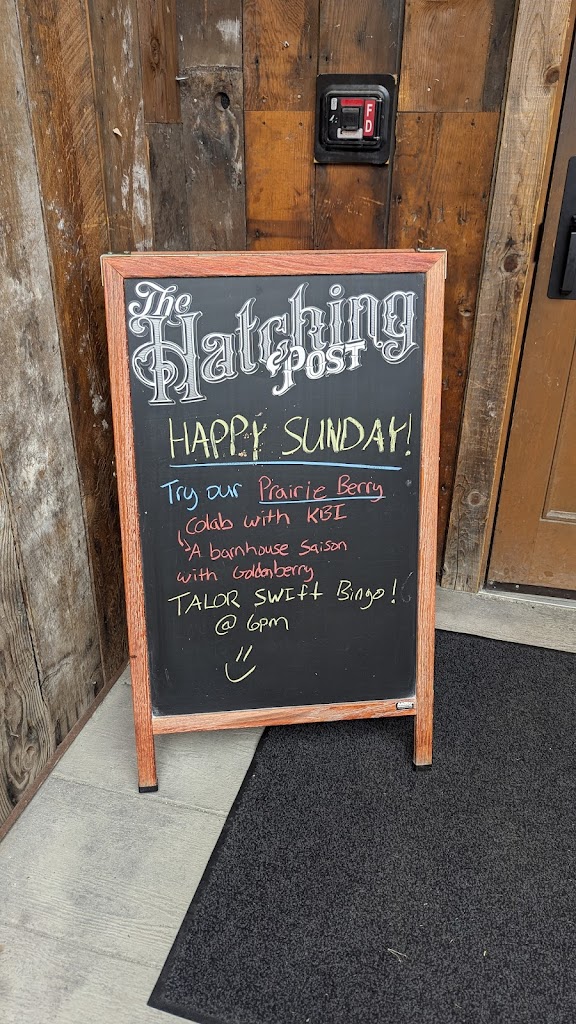 The
Hatching
Post
HAPPY SUNDAY!
Try our Prairie Berry
Colab with KBI
↳A barnhouse Saison
with Goldonberry
TALOR SWIft Bingo!
@ 6pm
FD